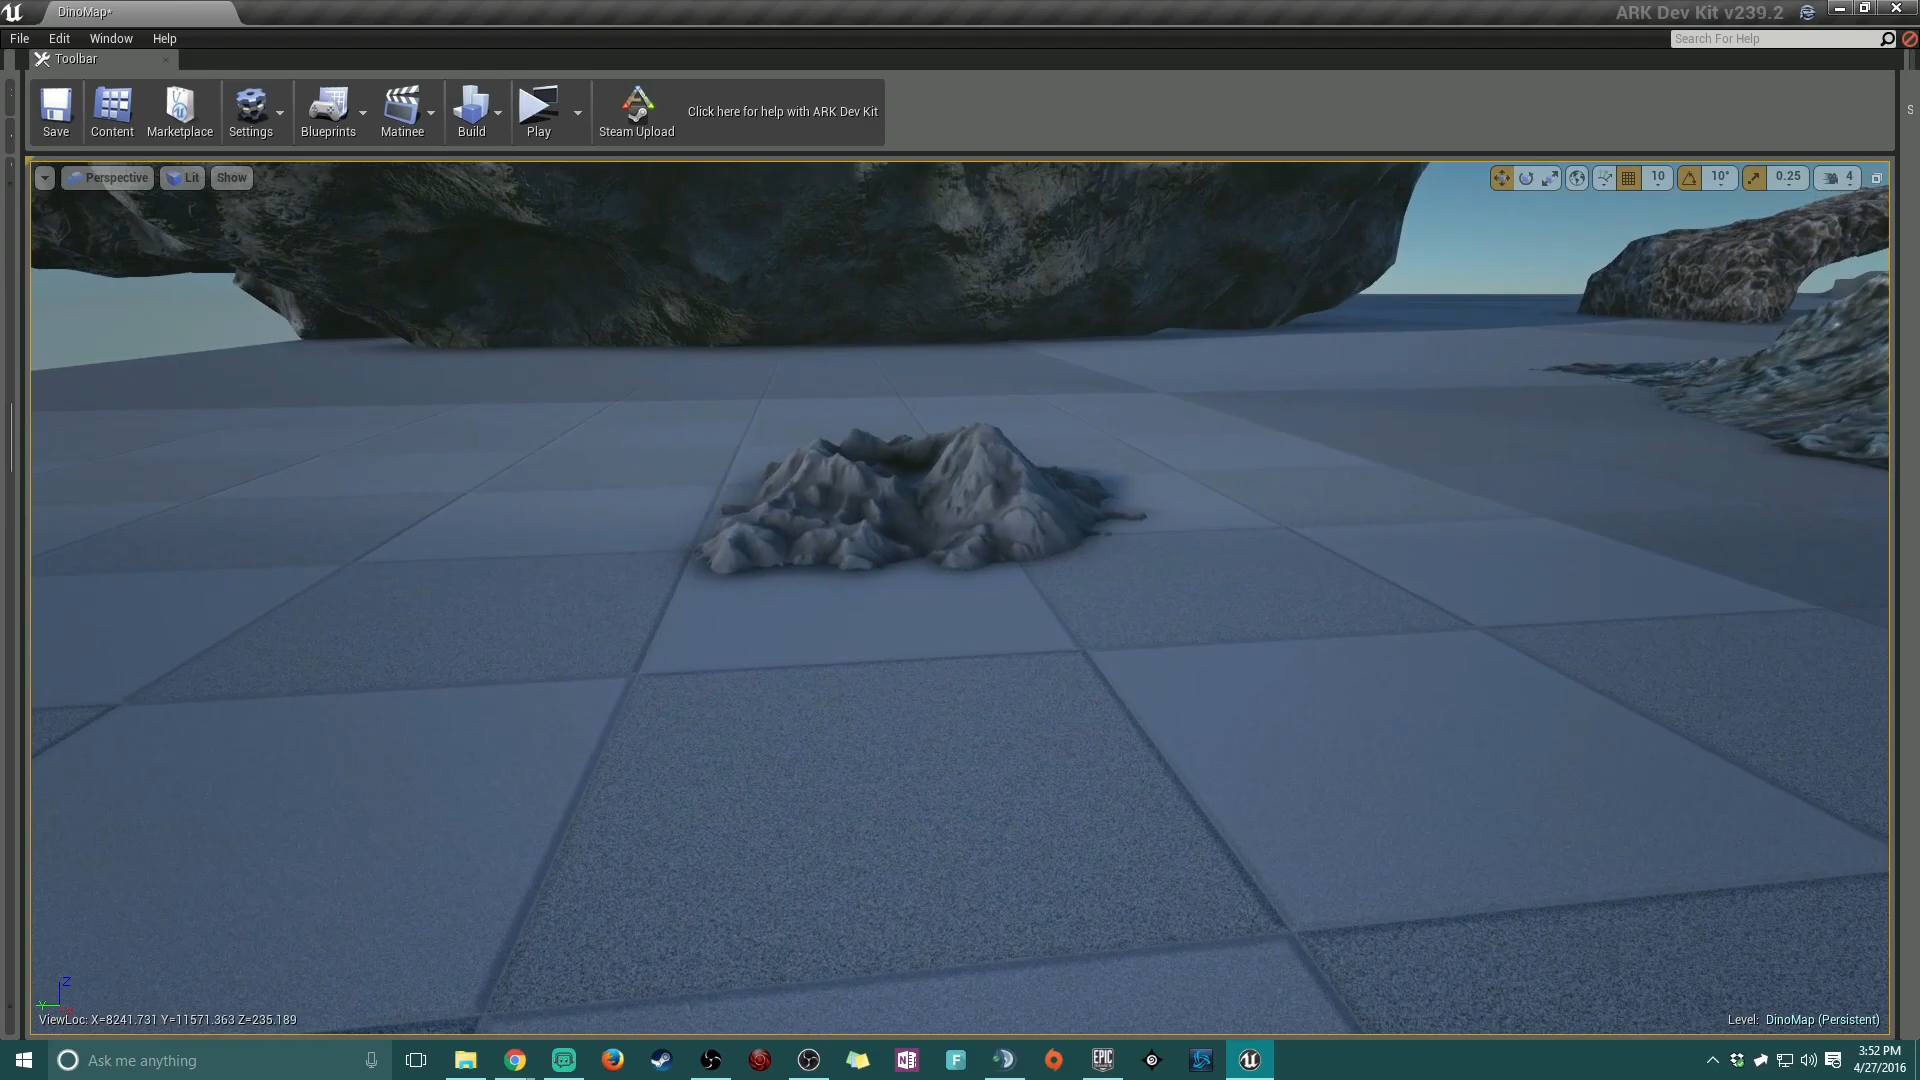 DinoMap*
ARK Dev Kit v239.2
File Edit Window Help
Search For Help
Toolbar
Save Content Marketplace Settings Blueprints Matinee Build Play Steam Upload Click here for help with ARK Dev Kit
S
Perspective Lit Show
10 10° 0.25 4
Z
Y
ViewLoc: X=8241.731 Y=11571.363 Z=235.189
Level: DinoMap (Persistent)
Ask me anything
N
F
EPIC
3:52 PM
4/27/2016